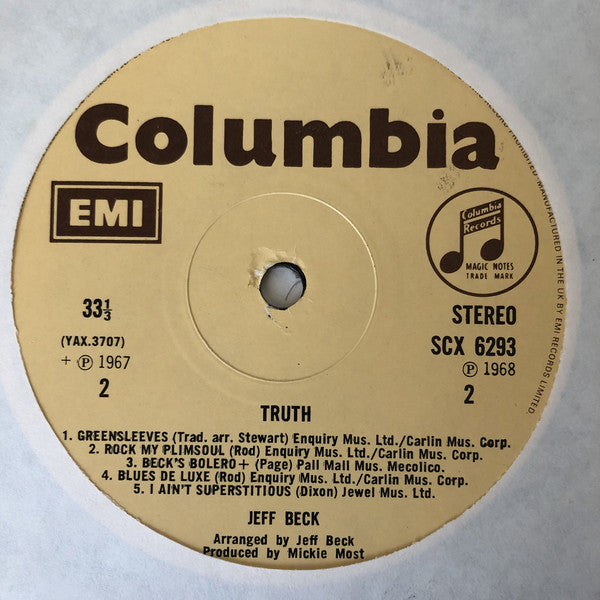 Columbia
EMI
Columbia
Records
MAGIC NOTES
TRADE MARK
33⅓
(YAX.3707)
+ Ⓟ 1967
2
STEREO
SCX 6293
Ⓟ 1968
2
TRUTH
1. GREENSLEEVES (Trad. arr. Stewart) Enquiry Mus. Ltd./Carlin Mus. Corp.
2. ROCK MY PLIMSOUL (Rod) Enquiry Mus. Ltd./Carlin Mus. Corp.
3. BECK'S BOLERO+ (Page) Pall Mall Mus. Mecolico.
4. BLUES DE LUXE (Rod) Enquiry Mus. Ltd./Carlin Mus. Corp.
5. I AIN'T SUPERSTITIOUS (Dixon) Jewel Mus. Ltd.
JEFF BECK
Arranged by Jeff Beck
Produced by Mickie Most
PROHIBITED MANUFACTURED IN THE UK BY EMI RECORDS LIMITED.